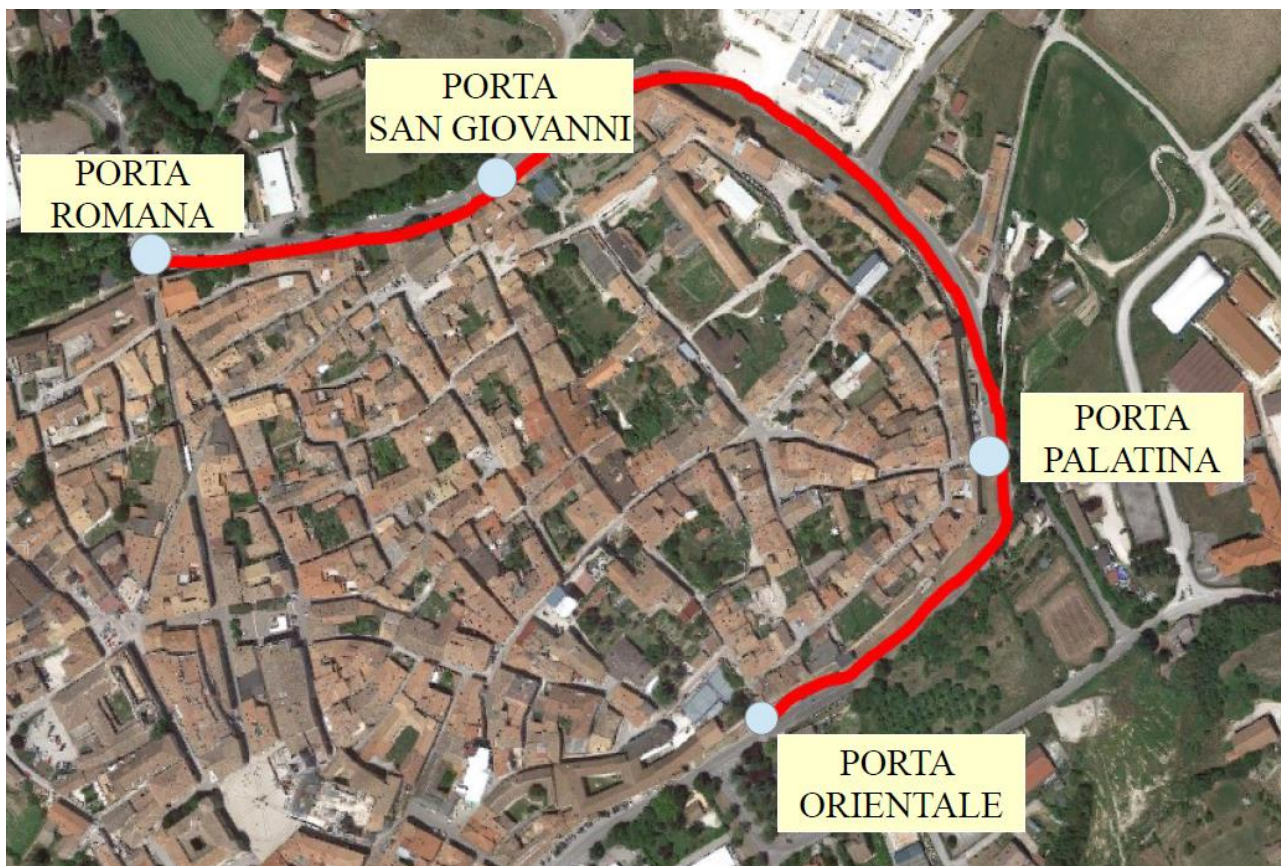 PORTA
SAN GIOVANNI
PORTA
ROMANA
PORTA
PALATINA
PORTA
ORIENTALE